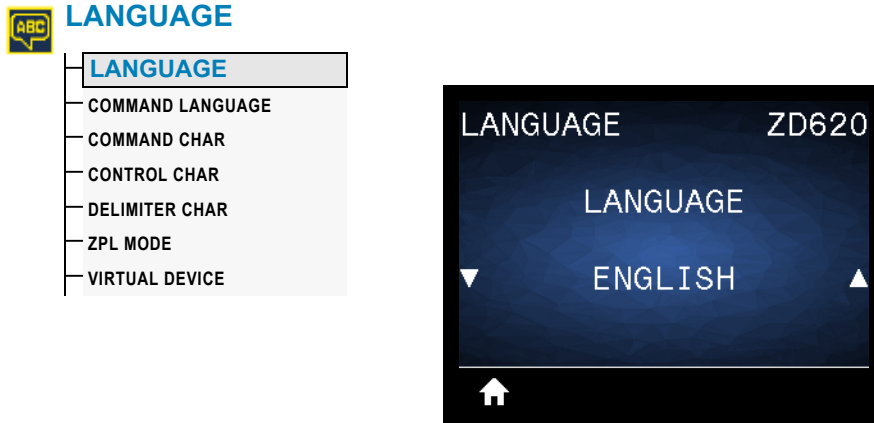 ABC
LANGUAGE
LANGUAGE
COMMAND LANGUAGE
COMMAND CHAR
CONTROL CHAR
DELIMITER CHAR
ZPL MODE
VIRTUAL DEVICE
LANGUAGE ZD620
LANGUAGE
▼ ENGLISH ▲